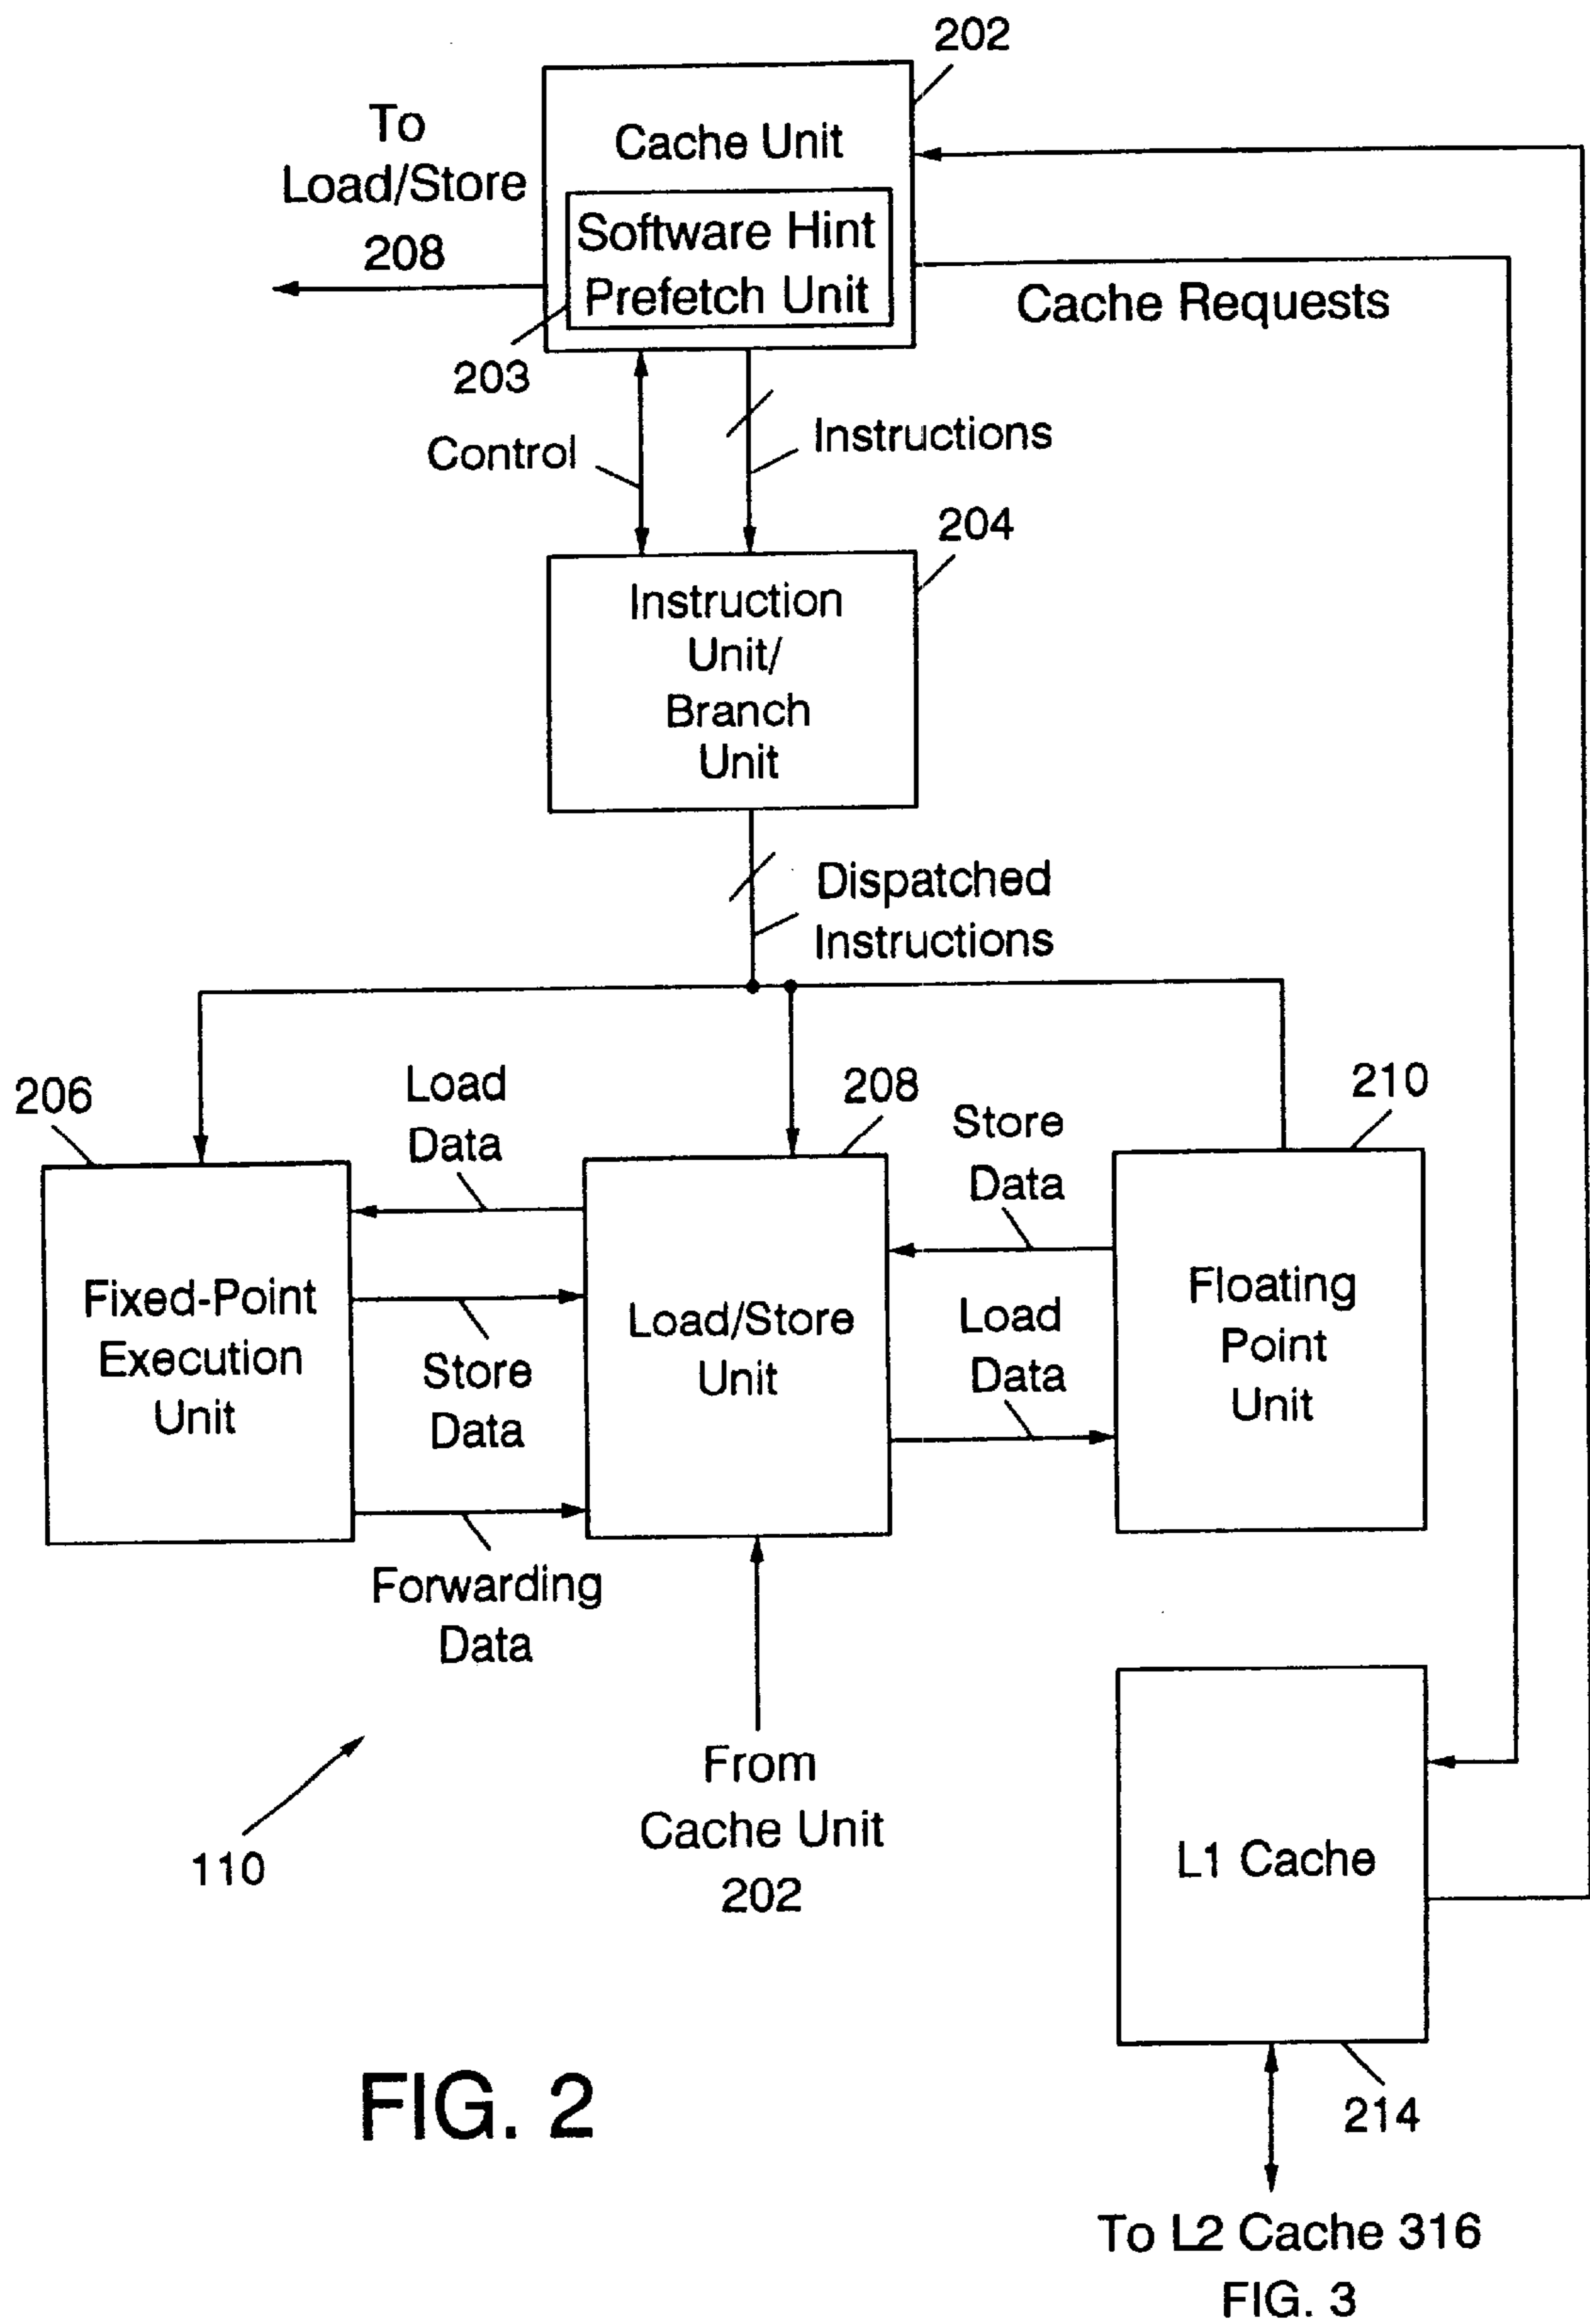 202
To
Load/Store
208
Cache Unit
Software Hint
Prefetch Unit
203
Cache Requests
Control
Instructions
204
Instruction
Unit/
Branch
Unit
Dispatched
Instructions
206
Load
Data
208
Store
Data
210
Fixed-Point
Execution
Unit
Store
Data
Load/Store
Unit
Load
Data
Floating
Point
Unit
Forwarding
Data
From
Cache Unit
202
110
L1 Cache
214
FIG. 2
To L2 Cache 316
FIG. 3